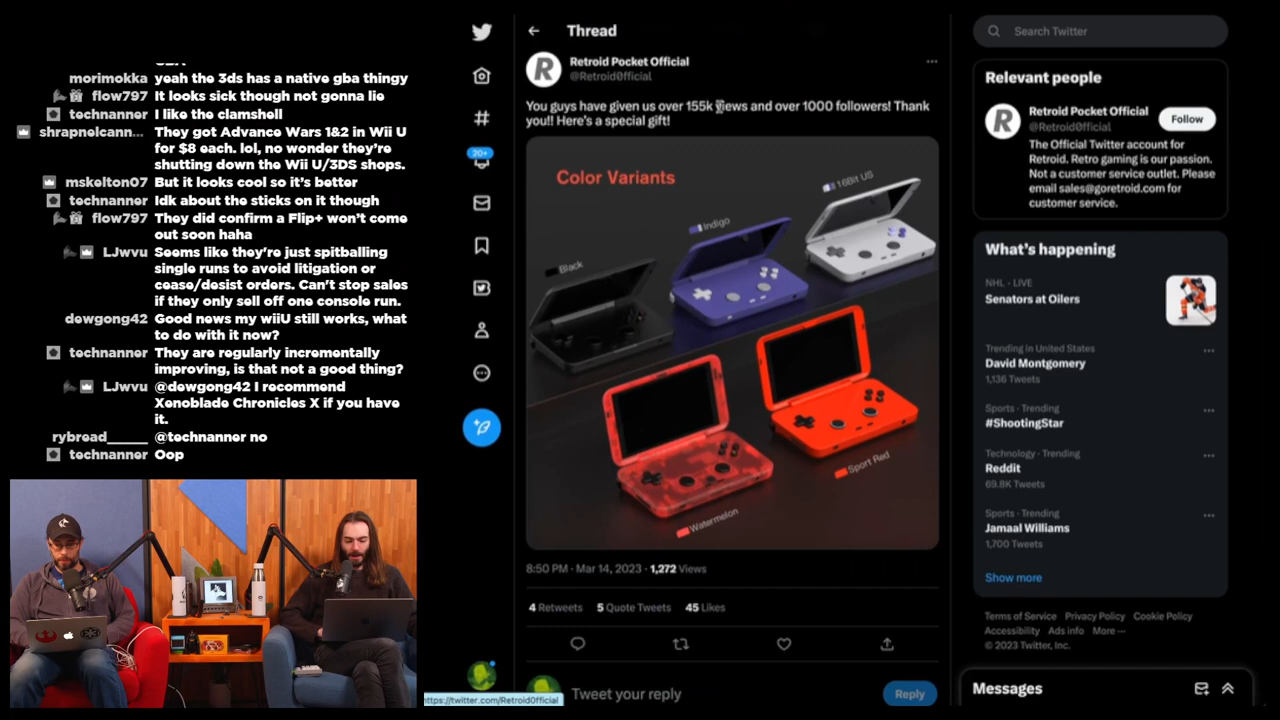 morimokka yeah the 3ds has a native gba thingy
flow797 It looks sick though not gonna lie
technanner I like the clamshell
shrapnelcann... They got Advance Wars 1&2 in Wii U
for $8 each. lol, no wonder they're
shutting down the Wii U/3DS shops.
mskelton07 But it looks cool so it's better
technanner Idk about the sticks on it though
flow797 They did confirm a Flip+ won't come
out soon haha
LJwvu Seems like they're just spitballing
single runs to avoid litigation or
cease/desist orders. Can't stop sales
if they only sell off one console run.
dewgong42 Good news my wiiU still works, what
to do with it now?
technanner They are regularly incrementally
improving, is that not a good thing?
LJwvu @dewgong42 I recommend
Xenoblade Chronicles X if you have
it.
rybread______ @technanner no
technanner Oop
20+
Thread
Retroid Pocket Official
@Retroid0fficial
You guys have given us over 155k views and over 1000 followers! Thank
you!! Here's a special gift!
Color Variants
16Bit US
Indigo
Black
Sport Red
Watermelon
8:50 PM · Mar 14, 2023 · 1,272 Views
4 Retweets 5 Quote Tweets 45 Likes
Tweet your reply
Reply
https://twitter.com/Retroid0fficial
Search Twitter
Relevant people
Retroid Pocket Official
@Retroid0fficial
Follow
The Official Twitter account for
Retroid. Retro gaming is our passion.
Not a customer service outlet. Please
email sales@goretroid.com for
customer service.
What's happening
NHL · LIVE
Senators at Oilers
Trending in United States
David Montgomery
1,136 Tweets
Sports · Trending
#ShootingStar
Technology · Trending
Reddit
69.8K Tweets
Sports · Trending
Jamaal Williams
1,700 Tweets
Show more
Terms of Service Privacy Policy Cookie Policy
Accessibility Ads info More ···
© 2023 Twitter, Inc.
Messages